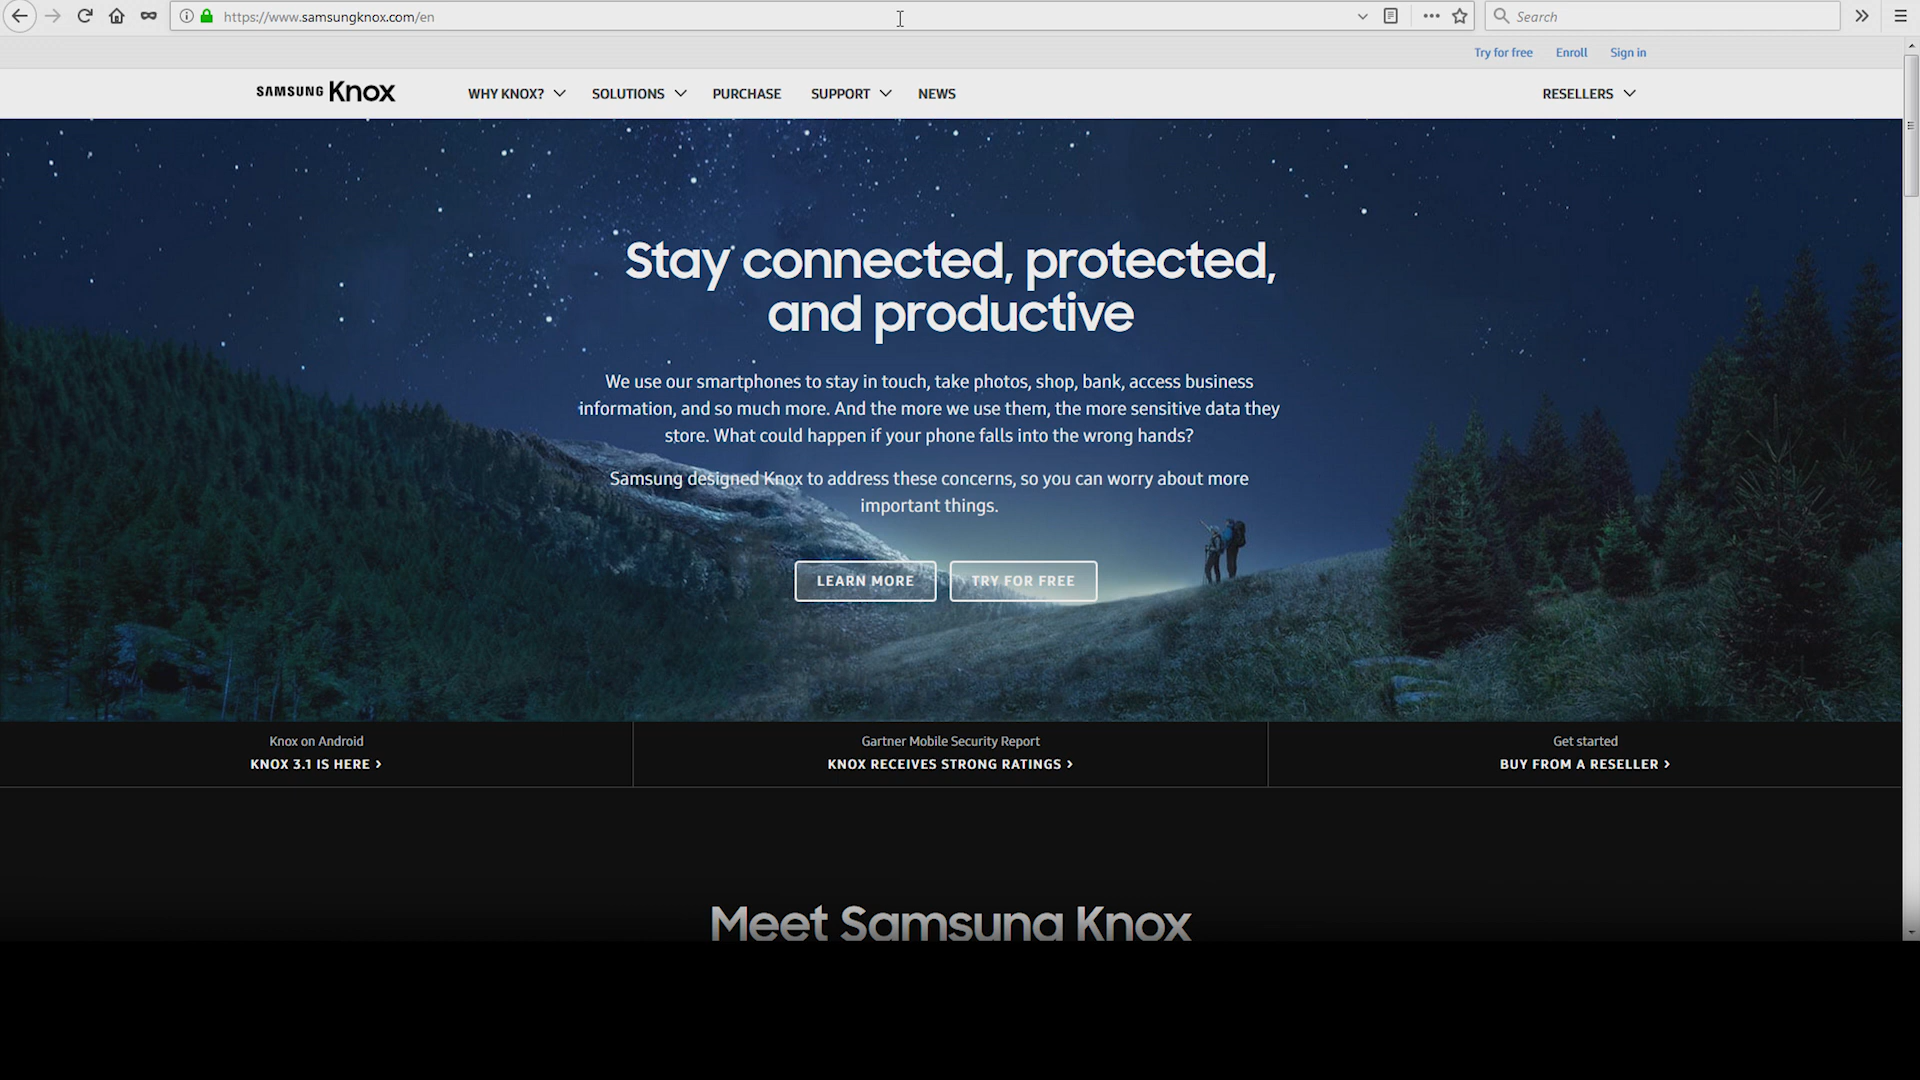 https://www.samsungknox.com/en
Search
Try for free
Enroll
Sign in
SAMSUNG Knox
WHY KNOX?
SOLUTIONS
PURCHASE
SUPPORT
NEWS
RESELLERS
Stay connected, protected,
and productive
We use our smartphones to stay in touch, take photos, shop, bank, access business
information, and so much more. And the more we use them, the more sensitive data they
store. What could happen if your phone falls into the wrong hands?
Samsung designed Knox to address these concerns, so you can worry about more
important things.
LEARN MORE
TRY FOR FREE
Knox on Android
KNOX 3.1 IS HERE >
Gartner Mobile Security Report
KNOX RECEIVES STRONG RATINGS >
Get started
BUY FROM A RESELLER >
Meet Samsung Knox